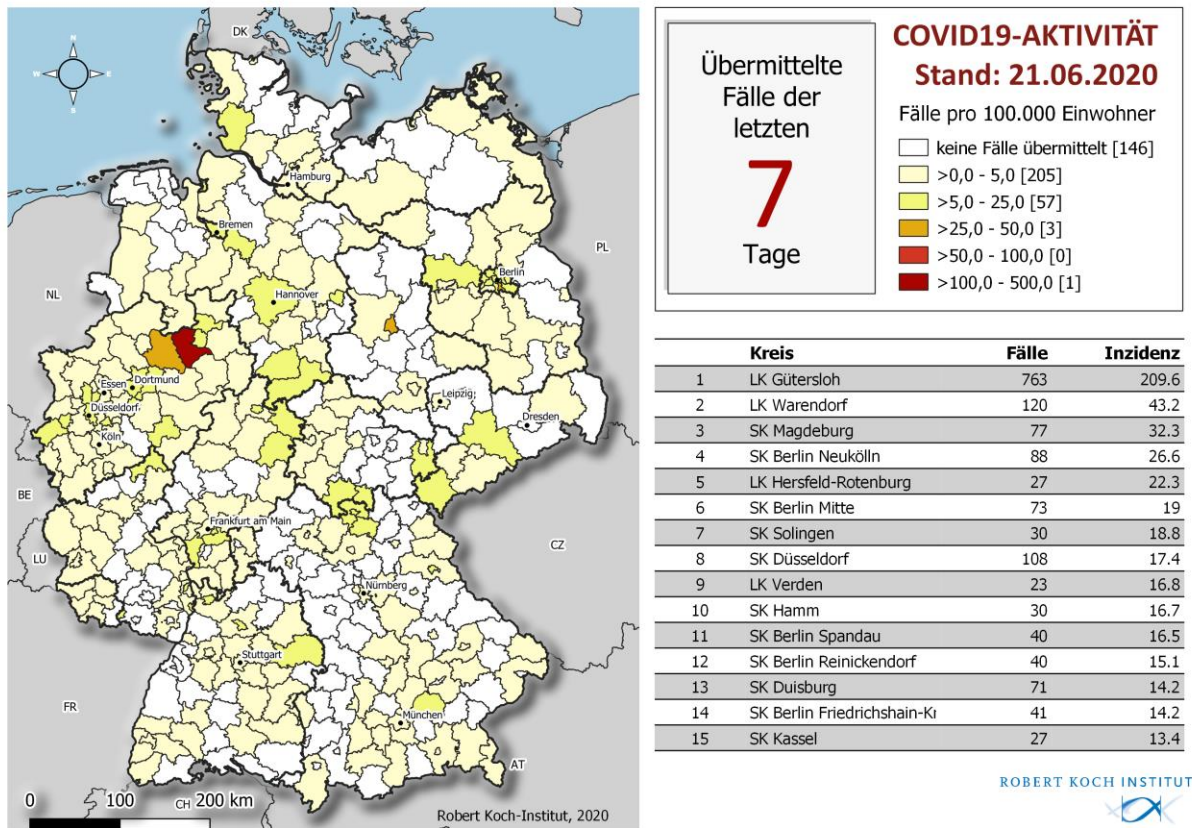 DK
N
W
E
S
Hamburg
Bremen
PL
Berlin
NL
Hannover
Essen
Dortmund
Düsseldorf
Leipzig
Dresden
Köln
BE
Frankfurt am Main
LU
CZ
Nürnberg
Stuttgart
FR
München
AT
CH
0 100 200 km
Robert Koch-Institut, 2020
Übermittelte
Fälle der
letzten
7
Tage
COVID19-AKTIVITÄT
Stand: 21.06.2020
Fälle pro 100.000 Einwohner
keine Fälle übermittelt [146]
>0,0 - 5,0 [205]
>5,0 - 25,0 [57]
>25,0 - 50,0 [3]
>50,0 - 100,0 [0]
>100,0 - 500,0 [1]
Kreis Fälle Inzidenz
1 LK Gütersloh 763 209.6
2 LK Warendorf 120 43.2
3 SK Magdeburg 77 32.3
4 SK Berlin Neukölln 88 26.6
5 LK Hersfeld-Rotenburg 27 22.3
6 SK Berlin Mitte 73 19
7 SK Solingen 30 18.8
8 SK Düsseldorf 108 17.4
9 LK Verden 23 16.8
10 SK Hamm 30 16.7
11 SK Berlin Spandau 40 16.5
12 SK Berlin Reinickendorf 40 15.1
13 SK Duisburg 71 14.2
14 SK Berlin Friedrichshain-Kr 41 14.2
15 SK Kassel 27 13.4
ROBERT KOCH INSTITUT